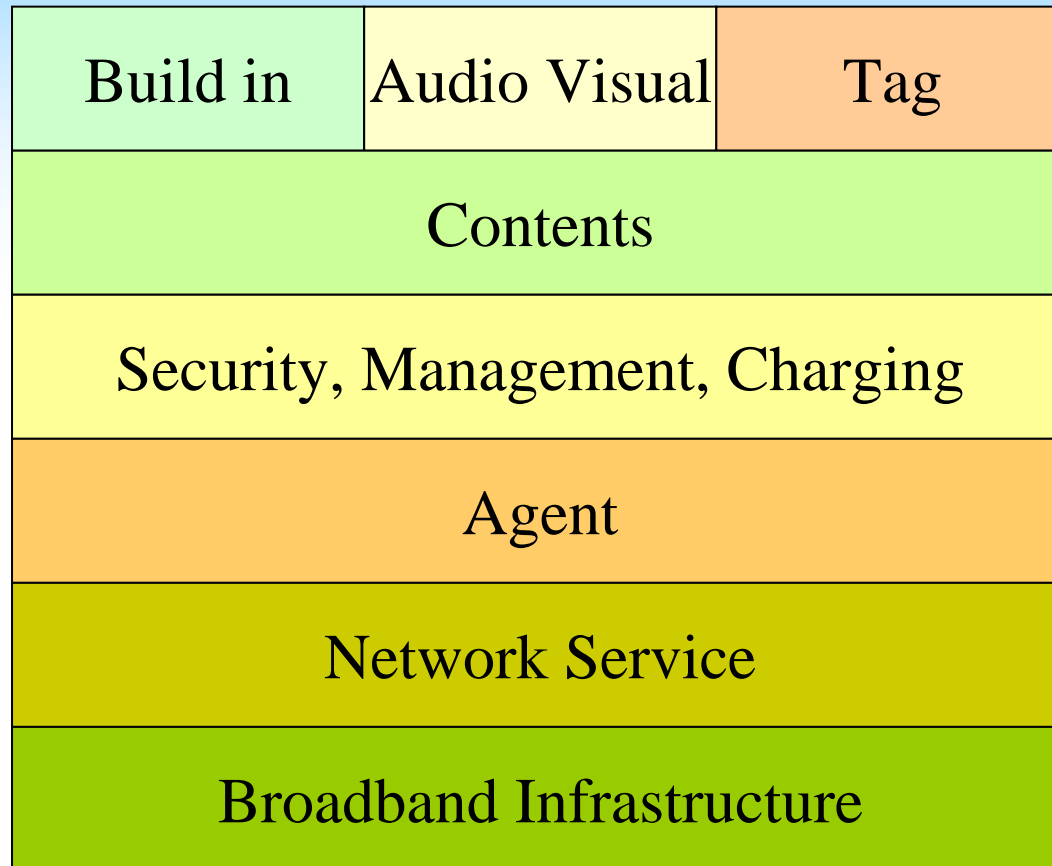 Build in Audio Visual Tag
Contents
Security, Management, Charging
Agent
Network Service
Broadband Infrastructure